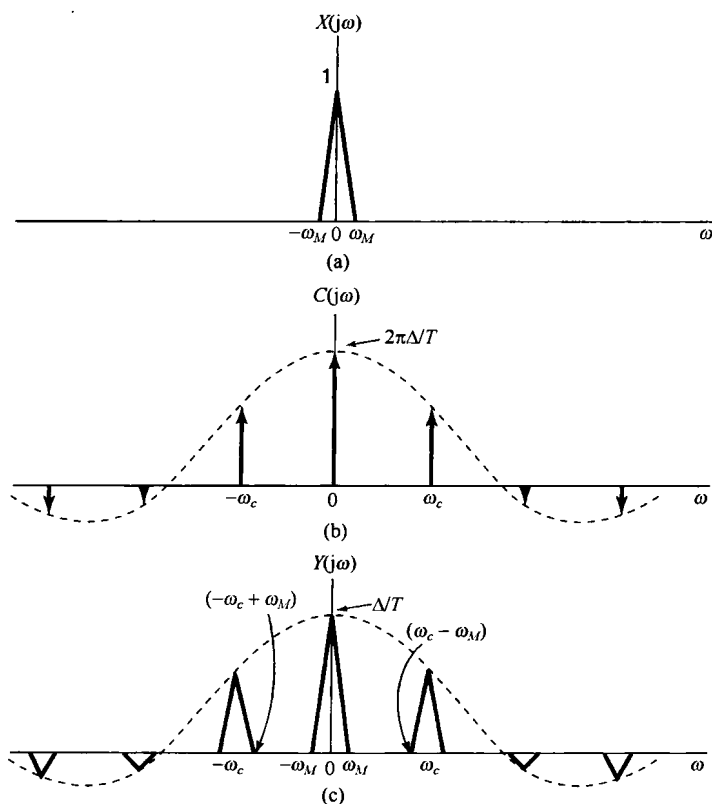 X(jω)
1
−ω_M 0 ω_M ω
(a)
C(jω)
2πΔ/T
−ω_c 0 ω_c ω
(b)
Y(jω)
(−ω_c + ω_M) Δ/T
(ω_c − ω_M)
−ω_c −ω_M 0 ω_M ω_c ω
(c)